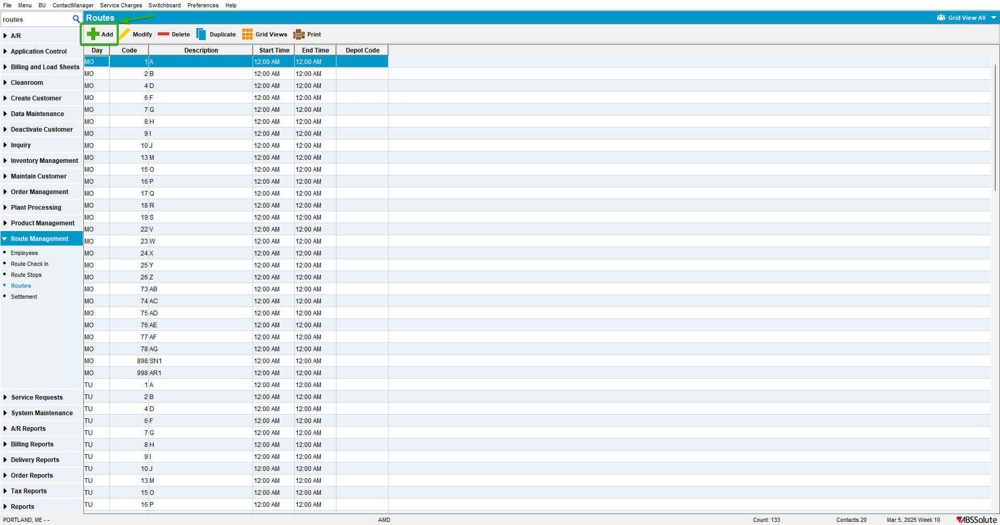 File Menu BU ContactManager Service Charges Switchboard Preferences Help
routes
Routes
Grid View All
Add Modify Delete Duplicate Grid Views Print
A/R
Application Control
Billing and Load Sheets
Cleanroom
Create Customer
Data Maintenance
Deactivate Customer
Inquiry
Inventory Management
Maintain Customer
Order Management
Plant Processing
Product Management
Route Management
Employees
Route Check In
Route Stops
Routes
Settlement
Service Requests
System Maintenance
A/R Reports
Billing Reports
Delivery Reports
Order Reports
Tax Reports
Reports
Day Code Description Start Time End Time Depot Code
MO 1 A 12:00 AM 12:00 AM
MO 2 B 12:00 AM 12:00 AM
MO 4 D 12:00 AM 12:00 AM
MO 6 F 12:00 AM 12:00 AM
MO 7 G 12:00 AM 12:00 AM
MO 8 H 12:00 AM 12:00 AM
MO 9 I 12:00 AM 12:00 AM
MO 10 J 12:00 AM 12:00 AM
MO 13 M 12:00 AM 12:00 AM
MO 15 O 12:00 AM 12:00 AM
MO 16 P 12:00 AM 12:00 AM
MO 17 Q 12:00 AM 12:00 AM
MO 18 R 12:00 AM 12:00 AM
MO 19 S 12:00 AM 12:00 AM
MO 22 V 12:00 AM 12:00 AM
MO 23 W 12:00 AM 12:00 AM
MO 24 X 12:00 AM 12:00 AM
MO 25 Y 12:00 AM 12:00 AM
MO 26 Z 12:00 AM 12:00 AM
MO 73 AB 12:00 AM 12:00 AM
MO 74 AC 12:00 AM 12:00 AM
MO 75 AD 12:00 AM 12:00 AM
MO 76 AE 12:00 AM 12:00 AM
MO 77 AF 12:00 AM 12:00 AM
MO 78 AG 12:00 AM 12:00 AM
MO 898 SN1 12:00 AM 12:00 AM
MO 998 AR1 12:00 AM 12:00 AM
TU 1 A 12:00 AM 12:00 AM
TU 2 B 12:00 AM 12:00 AM
TU 4 D 12:00 AM 12:00 AM
TU 6 F 12:00 AM 12:00 AM
TU 7 G 12:00 AM 12:00 AM
TU 8 H 12:00 AM 12:00 AM
TU 9 I 12:00 AM 12:00 AM
TU 10 J 12:00 AM 12:00 AM
TU 13 M 12:00 AM 12:00 AM
TU 15 O 12:00 AM 12:00 AM
TU 16 P 12:00 AM 12:00 AM
PORTLAND, ME - - AMD Count: 133 Contacts 20 Mar 5, 2025 Week 10 ABSSolute